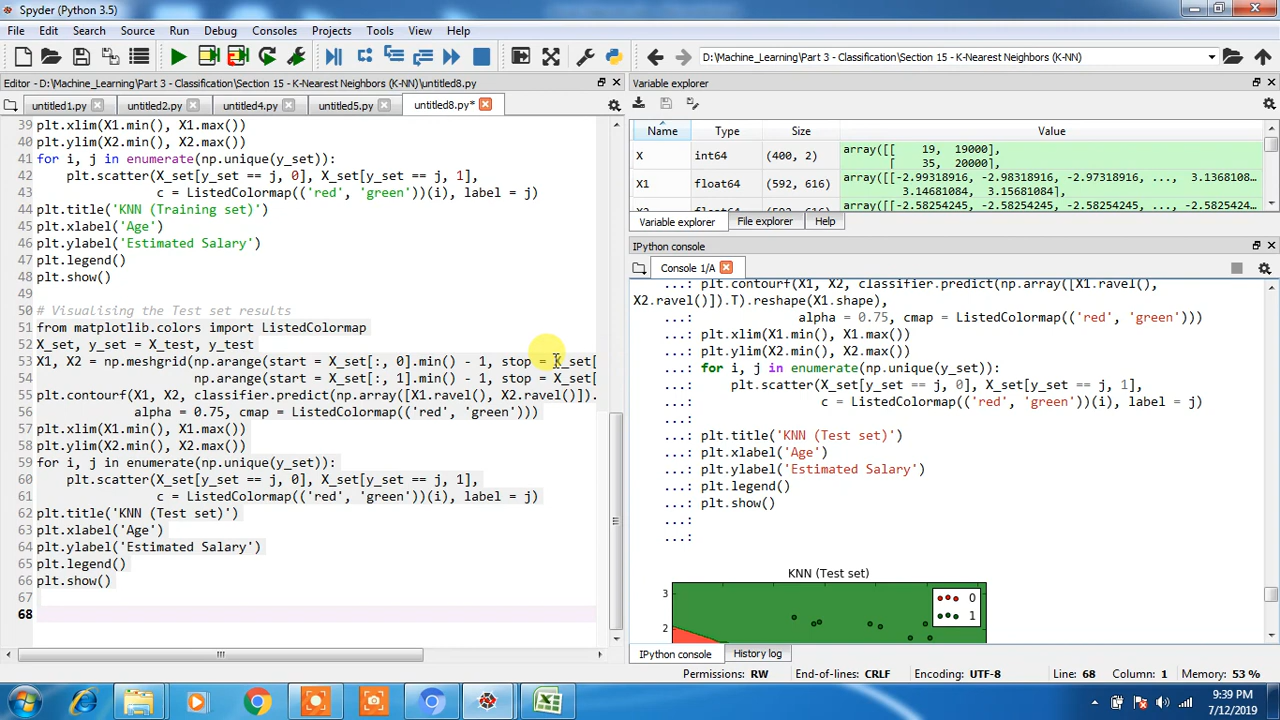 Spyder (Python 3.5)
File Edit Search Source Run Debug Consoles Projects Tools View Help
D:\Machine_Learning\Part 3 - Classification\Section 15 - K-Nearest Neighbors (K-NN)
Editor - D:\Machine_Learning\Part 3 - Classification\Section 15 - K-Nearest Neighbors (K-NN)\untitled8.py
untitled1.py untitled2.py untitled4.py untitled5.py untitled8.py*
39 plt.xlim(X1.min(), X1.max())
40 plt.ylim(X2.min(), X2.max())
41 for i, j in enumerate(np.unique(y_set)):
42 plt.scatter(X_set[y_set == j, 0], X_set[y_set == j, 1],
43 c = ListedColormap(('red', 'green'))(i), label = j)
44 plt.title('KNN (Training set)')
45 plt.xlabel('Age')
46 plt.ylabel('Estimated Salary')
47 plt.legend()
48 plt.show()
49
50 # Visualising the Test set results
51 from matplotlib.colors import ListedColormap
52 X_set, y_set = X_test, y_test
53 X1, X2 = np.meshgrid(np.arange(start = X_set[:, 0].min() - 1, stop = X_set[
54 np.arange(start = X_set[:, 1].min() - 1, stop = X_set[
55 plt.contourf(X1, X2, classifier.predict(np.array([X1.ravel(), X2.ravel()]).
56 alpha = 0.75, cmap = ListedColormap(('red', 'green')))
57 plt.xlim(X1.min(), X1.max())
58 plt.ylim(X2.min(), X2.max())
59 for i, j in enumerate(np.unique(y_set)):
60 plt.scatter(X_set[y_set == j, 0], X_set[y_set == j, 1],
61 c = ListedColormap(('red', 'green'))(i), label = j)
62 plt.title('KNN (Test set)')
63 plt.xlabel('Age')
64 plt.ylabel('Estimated Salary')
65 plt.legend()
66 plt.show()
67
68
Variable explorer
Name Type Size Value
X int64 (400, 2) array([[ 19, 19000],
[ 35, 20000],
X1 float64 (592, 616) array([[-2.99318916, -2.98318916, -2.97318916, ..., 3.1368108...
3.14681084, 3.15681084],
float64 (592, 616) array([[-2.58254245, -2.58254245, -2.58254245, ..., -2.5825424...
Variable explorer File explorer Help
IPython console
Console 1/A
...: plt.contourf(X1, X2, classifier.predict(np.array([X1.ravel(),
X2.ravel()]).T).reshape(X1.shape),
...: alpha = 0.75, cmap = ListedColormap(('red', 'green')))
...: plt.xlim(X1.min(), X1.max())
...: plt.ylim(X2.min(), X2.max())
...: for i, j in enumerate(np.unique(y_set)):
...: plt.scatter(X_set[y_set == j, 0], X_set[y_set == j, 1],
...: c = ListedColormap(('red', 'green'))(i), label = j)
...:
...: plt.title('KNN (Test set)')
...: plt.xlabel('Age')
...: plt.ylabel('Estimated Salary')
...: plt.legend()
...: plt.show()
...:
...:
KNN (Test set)
3
0
1
2
IPython console History log
Permissions: RW End-of-lines: CRLF Encoding: UTF-8 Line: 68 Column: 1 Memory: 53 %
9:39 PM
7/12/2019